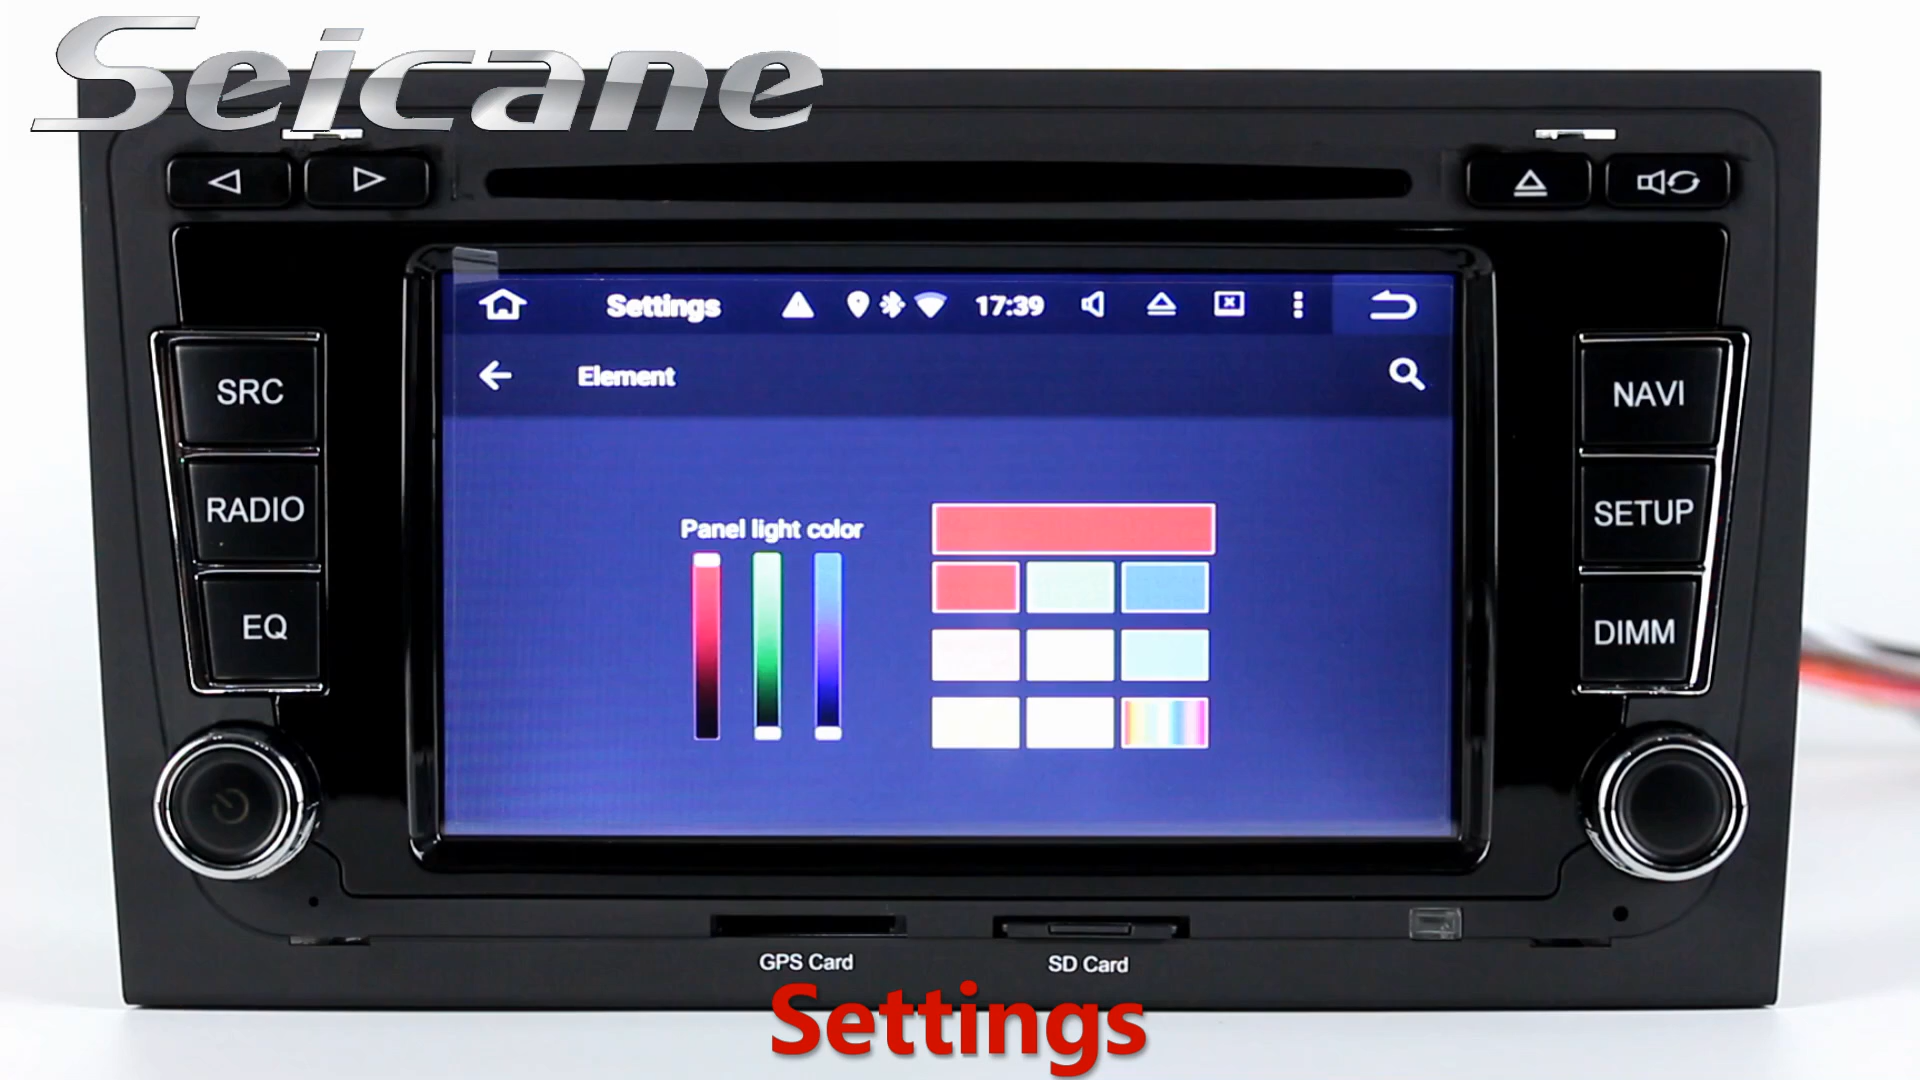 Seicane
Settings 17:39
Element
SRC
RADIO
EQ
Panel light color
NAVI
SETUP
DIMM
GPS Card
SD Card
Settings